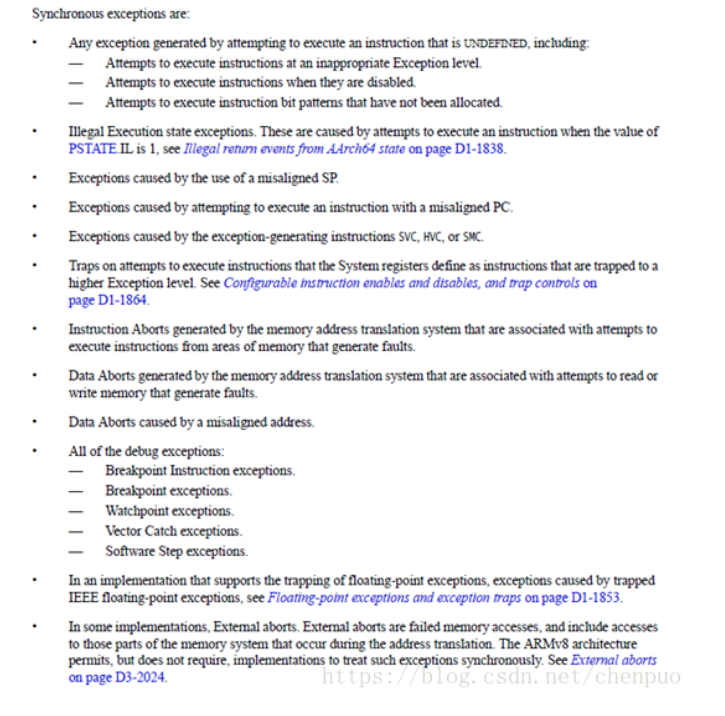 Synchronous exceptions are:
• Any exception generated by attempting to execute an instruction that is UNDEFINED, including:
— Attempts to execute instructions at an inappropriate Exception level.
— Attempts to execute instructions when they are disabled.
— Attempts to execute instruction bit patterns that have not been allocated.
• Illegal Execution state exceptions. These are caused by attempts to execute an instruction when the value of
PSTATE.IL is 1, see Illegal return events from AArch64 state on page D1-1838.
• Exceptions caused by the use of a misaligned SP.
• Exceptions caused by attempting to execute an instruction with a misaligned PC.
• Exceptions caused by the exception-generating instructions SVC, HVC, or SMC.
• Traps on attempts to execute instructions that the System registers define as instructions that are trapped to a
higher Exception level. See Configurable instruction enables and disables, and trap controls on
page D1-1864.
• Instruction Aborts generated by the memory address translation system that are associated with attempts to
execute instructions from areas of memory that generate faults.
• Data Aborts generated by the memory address translation system that are associated with attempts to read or
write memory that generate faults.
• Data Aborts caused by a misaligned address.
• All of the debug exceptions:
— Breakpoint Instruction exceptions.
— Breakpoint exceptions.
— Watchpoint exceptions.
— Vector Catch exceptions.
— Software Step exceptions.
• In an implementation that supports the trapping of floating-point exceptions, exceptions caused by trapped
IEEE floating-point exceptions, see Floating-point exceptions and exception traps on page D1-1853.
• In some implementations, External aborts. External aborts are failed memory accesses, and include accesses
to those parts of the memory system that occur during the address translation. The ARMv8 architecture
permits, but does not require, implementations to treat such exceptions synchronously. See External aborts
on page D3-2024.
https://blog.csdn.net/chenpuo